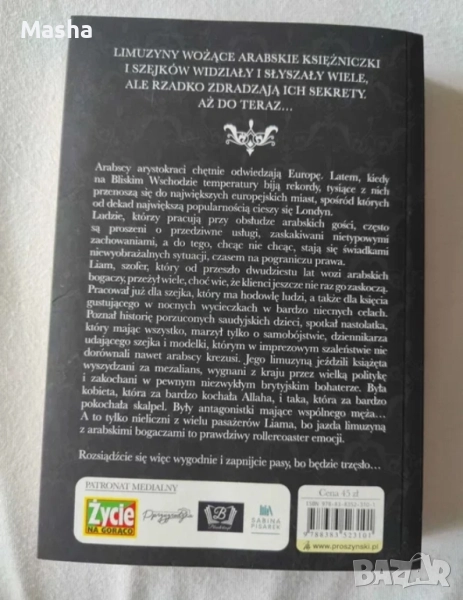 Masha
LIMUZYNY WOŻĄCE ARABSKIE KSIĘŻNICZKI
I SZEJKÓW WIDZIAŁY I SŁYSZAŁY WIELE,
ALE RZADKO ZDRADZAJĄ ICH SEKRETY.
AŻ DO TERAZ...
Arabscy arystokraci chętnie odwiedzają Europę. Latem, kiedy
na Bliskim Wschodzie temperatury biją rekordy, tysiące z nich
przenoszą się do największych europejskich miast, spośród których
od dekad największą popularnością cieszy się Londyn.
Ludzie, którzy pracują przy obsłudze arabskich gości, często
są proszeni o przedziwne usługi, zaskakiwani nietypowymi
zachowaniami, a do tego, chcąc nie chcąc, stają się świadkami
niewyobrażalnych sytuacji, czasem na pograniczu prawa.
Liam, szofer, który od przeszło dwudziestu lat wozi arabskich
bogaczy, przeżył wiele, choć wie, że klienci jeszcze nie raz go zaskoczą.
Pracował już dla szejka, który ma hodowlę ludzi, a także dla księcia
gustującego w nocnych wycieczkach w bardzo niecnych celach.
Poznał historię porzuconych saudyjskich dzieci, spotkał nastolatka,
który mając wszystko, marzył tylko o samobójstwie, dziennikarza
udającego szejka i modelki, którym w imprezowym szaleństwie nie
dorównali nawet arabscy krezusi. Jego limuzyną jeździli książęta
wyszydzani za mezalians, wygnani z kraju przez wielką politykę
i zakochani w pewnym niezwykłym brytyjskim bohaterze. Była
kobieta, która za bardzo kochała Allaha, i taka, która za bardzo
pokochała skalpel. Były antagonistki mające wspólnego męża...
A to tylko nieliczni z wielu pasażerów Liama, bo jazda limuzyną
z arabskimi bogaczami to prawdziwy rollercoaster emocji.
Rozsiądźcie się więc wygodnie i zapnijcie pasy, bo będzie trzęsło...
PATRONAT MEDIALNY
Życie
NA GORĄCO
B
SABINA
PISAREK
Cena 45 zł
www.proszynski.pl
BAZAR